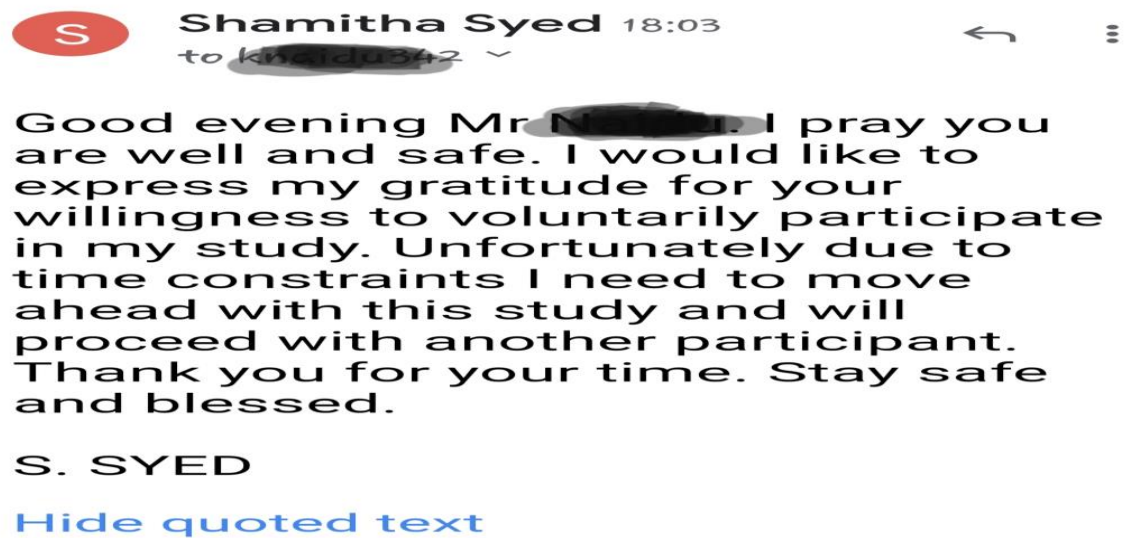 S
Shamitha Syed 18:03
to
Good evening Mr I pray you
are well and safe. I would like to
express my gratitude for your
willingness to voluntarily participate
in my study. Unfortunately due to
time constraints I need to move
ahead with this study and will
proceed with another participant.
Thank you for your time. Stay safe
and blessed.
S. SYED
Hide quoted text